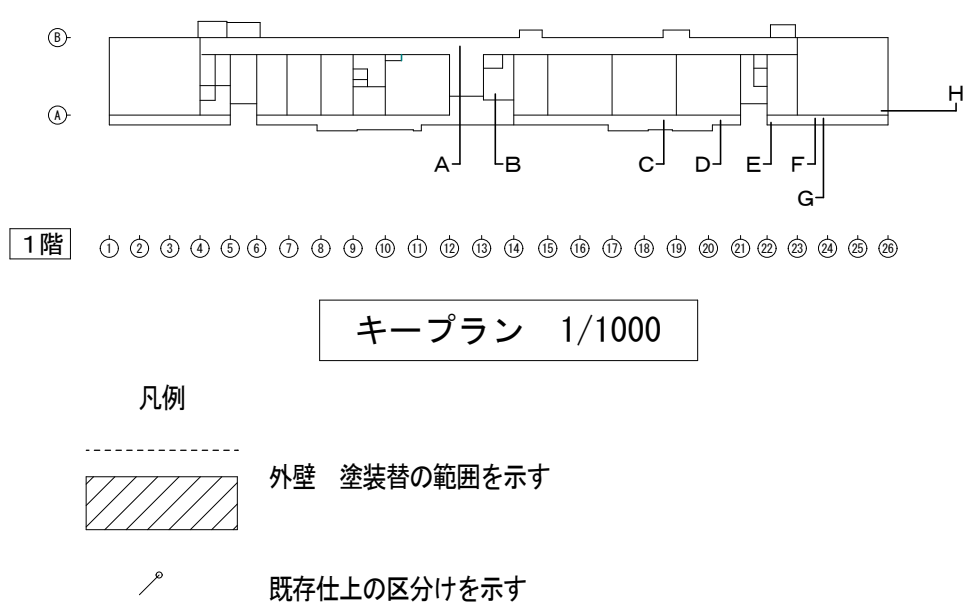 B
A
H
A B C D E F
G
1階 1 2 3 4 5 6 7 8 9 10 11 12 13 14 15 16 17 18 19 20 21 22 23 24 25 26
キープラン 1/1000
凡例
外壁 塗装替の範囲を示す
既存仕上の区分けを示す